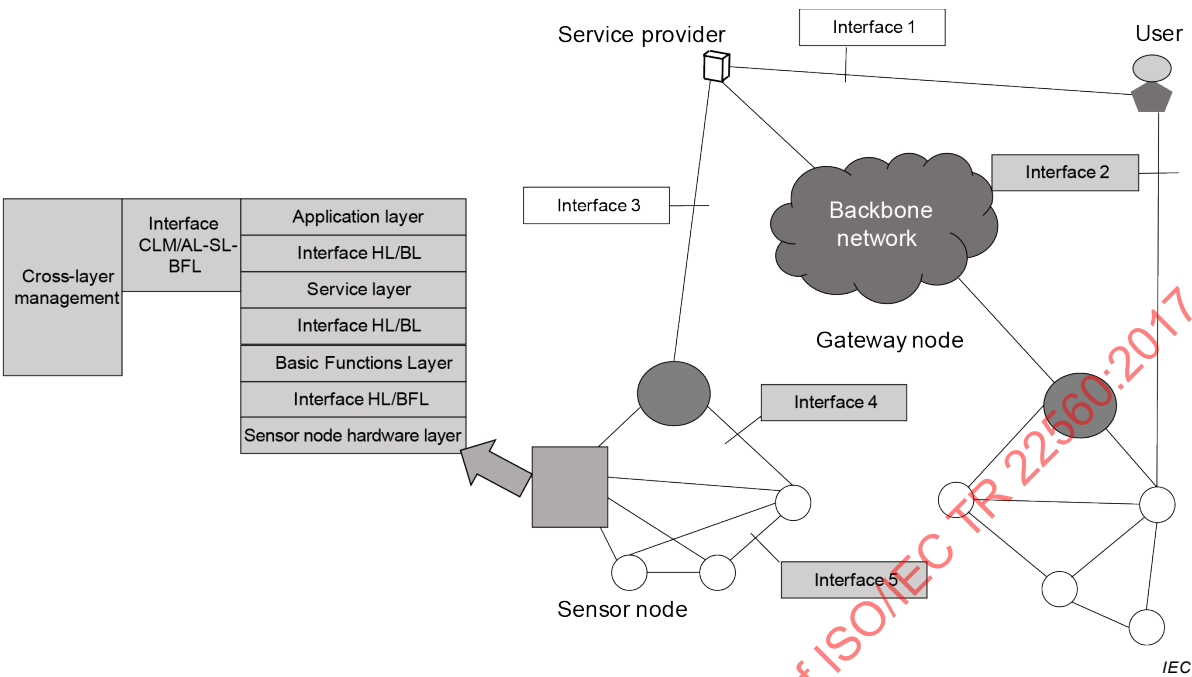 Service provider
Interface 1
User
Interface 2
Backbone
network
Interface 3
Interface
CLM/AL-SL-
BFL
Cross-layer
management
Application layer
Interface HL/BL
Service layer
Interface HL/BL
Basic Functions Layer
Interface HL/BFL
Sensor node hardware layer
Gateway node
Interface 4
Interface 5
Sensor node
f ISO/IEC TR 22560:2017
IEC